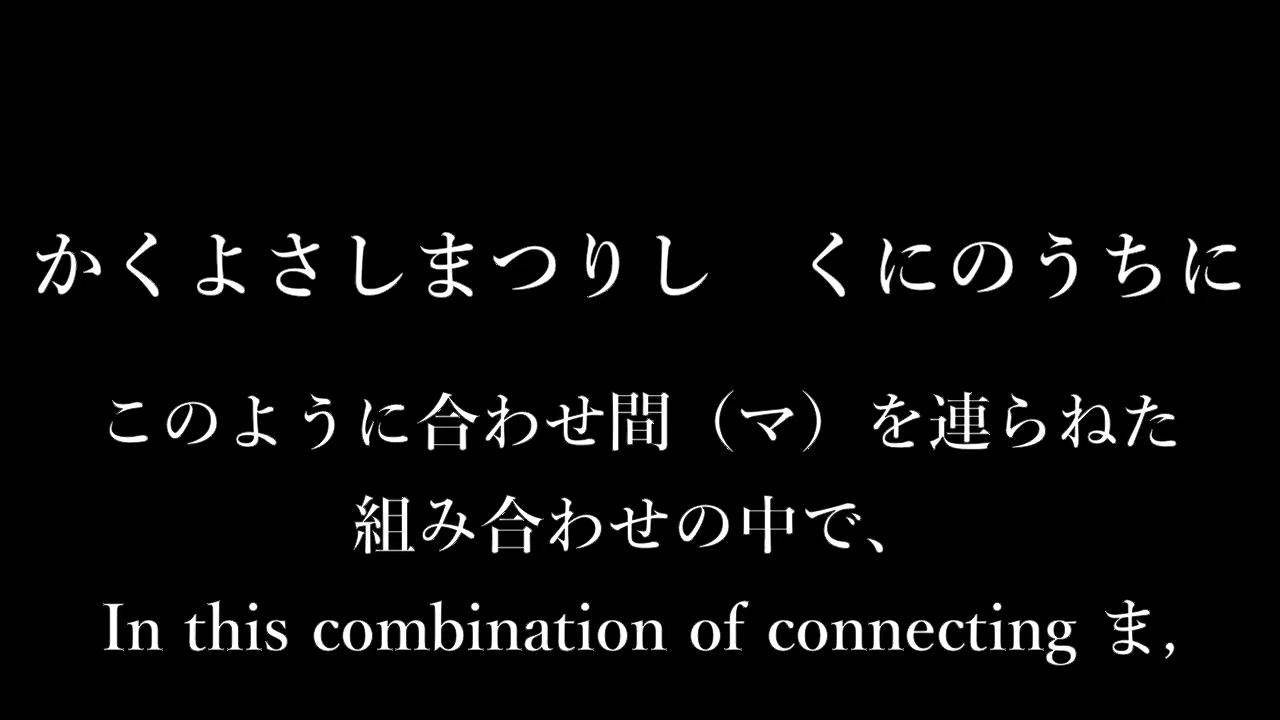 かくよさしまつりし　くにのうちに
このように合わせ間（マ）を連らねた
組み合わせの中で、
In this combination of connecting ま,